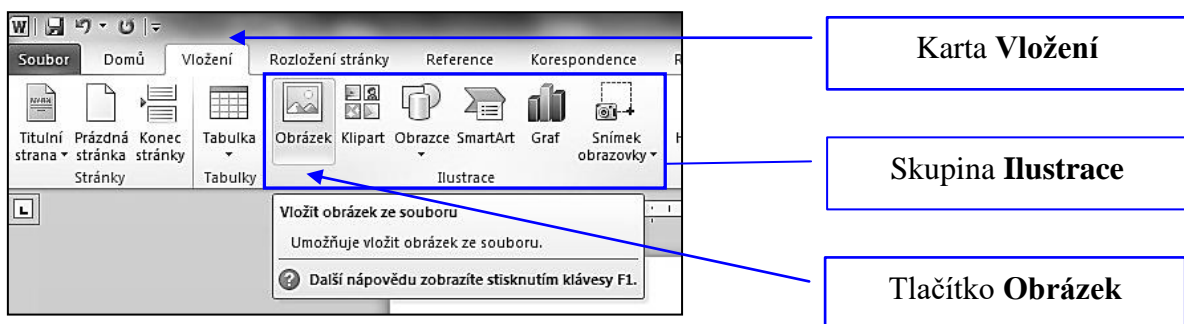 Soubor Domů Vložení Rozložení stránky Reference Korespondence R
Titulní strana Prázdná stránka Konec stránky Tabulka Obrázek Klipart Obrazce SmartArt Graf Snímek obrazovky
Stránky Tabulky Ilustrace
Vložit obrázek ze souboru
Umožňuje vložit obrázek ze souboru.
Další nápovědu zobrazíte stisknutím klávesy F1.
Karta Vložení
Skupina Ilustrace
Tlačítko Obrázek